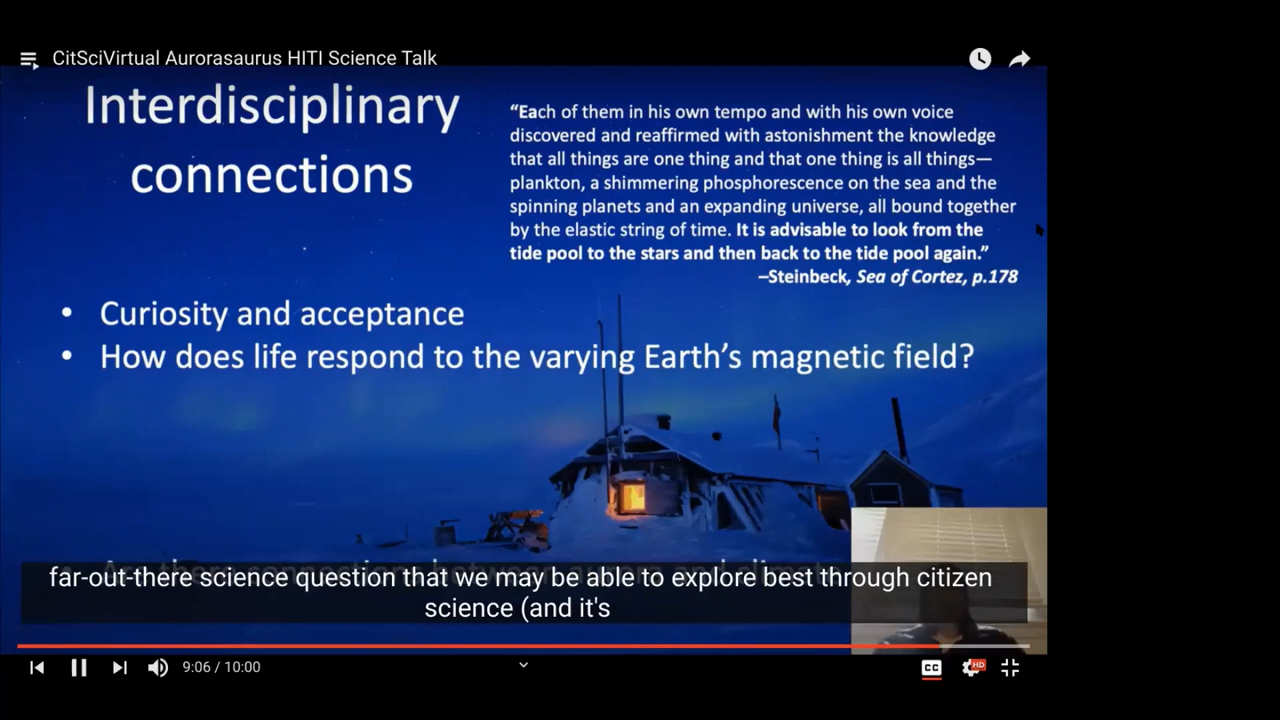 CitSciVirtual Aurorasaurus HITI Science Talk
Interdisciplinary
connections
“Each of them in his own tempo and with his own voice
discovered and reaffirmed with astonishment the knowledge
that all things are one thing and that one thing is all things—
plankton, a shimmering phosphorescence on the sea and the
spinning planets and an expanding universe, all bound together
by the elastic string of time. It is advisable to look from the
tide pool to the stars and then back to the tide pool again.”
–Steinbeck, Sea of Cortez, p.178
• Curiosity and acceptance
• How does life respond to the varying Earth’s magnetic field?
far-out-there science question that we may be able to explore best through citizen
science (and it's
9:06 / 10:00
CC
HD